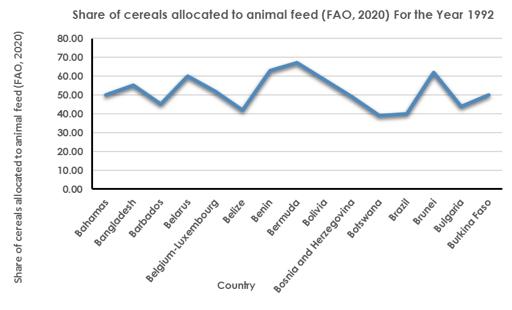 Share of cereals allocated to animal feed (FAO, 2020) For the Year 1992
Share of cereals allocated to animal feed (FAO, 2020)
80.00
70.00
60.00
50.00
40.00
30.00
20.00
10.00
0.00
Bahamas
Bangladesh
Barbados
Belarus
Belgium-Luxembourg
Belize
Benin
Bermuda
Bolivia
Bosnia and Herzegovina
Botswana
Brazil
Brunei
Bulgaria
Burkina Faso
Country